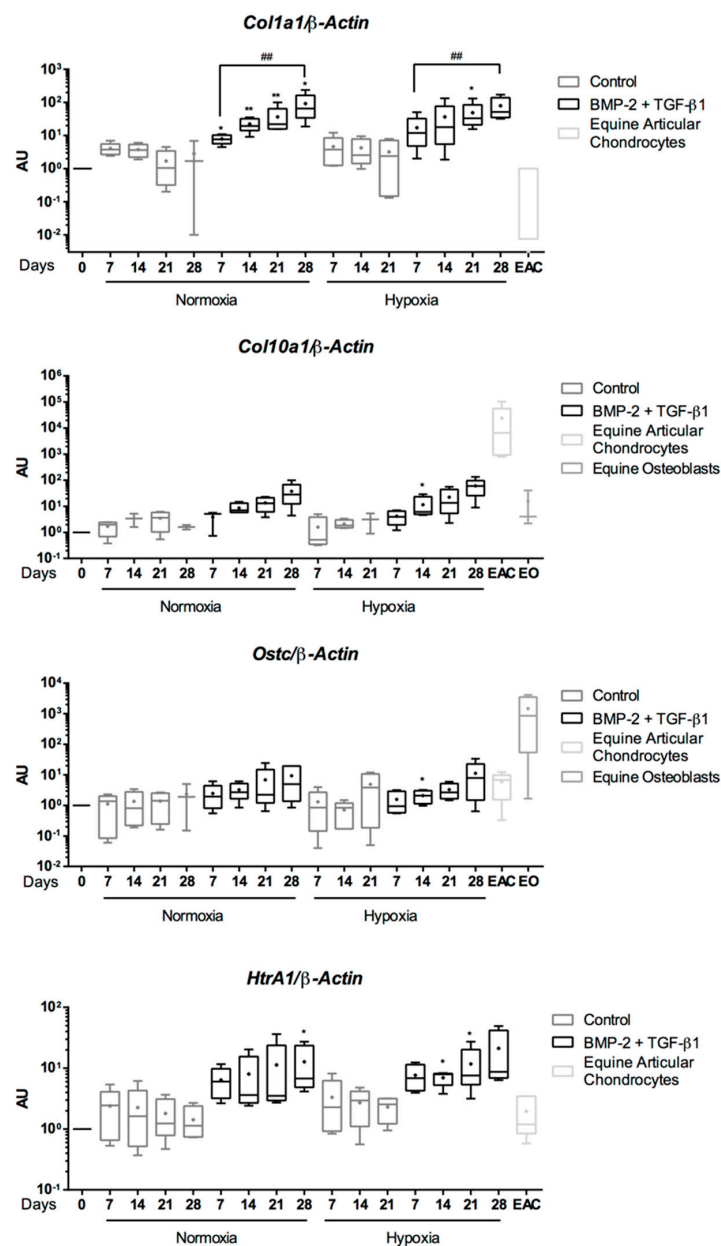 Col1a1/β-Actin
##
##
* ** ** * *
Control
BMP-2 + TGF-β1
Equine Articular
Chondrocytes
AU
10³
10²
10¹
10⁰
10⁻¹
10⁻²
Days 0 7 14 21 28 7 14 21 28 7 14 21 7 14 21 28 EAC
Normoxia Hypoxia
Col10a1/β-Actin
*
Control
BMP-2 + TGF-β1
Equine Articular
Chondrocytes
Equine Osteoblasts
AU
10⁶
10⁵
10⁴
10³
10²
10¹
10⁰
10⁻¹
Days 0 7 14 21 28 7 14 21 28 7 14 21 7 14 21 28 EAC EO
Normoxia Hypoxia
Ostc/β-Actin
*
Control
BMP-2 + TGF-β1
Equine Articular
Chondrocytes
Equine Osteoblasts
AU
10⁴
10³
10²
10¹
10⁰
10⁻¹
10⁻²
Days 0 7 14 21 28 7 14 21 28 7 14 21 7 14 21 28 EAC EO
Normoxia Hypoxia
HtrA1/β-Actin
* * *
Control
BMP-2 + TGF-β1
Equine Articular
Chondrocytes
AU
10²
10¹
10⁰
10⁻¹
Days 0 7 14 21 28 7 14 21 28 7 14 21 7 14 21 28 EAC
Normoxia Hypoxia